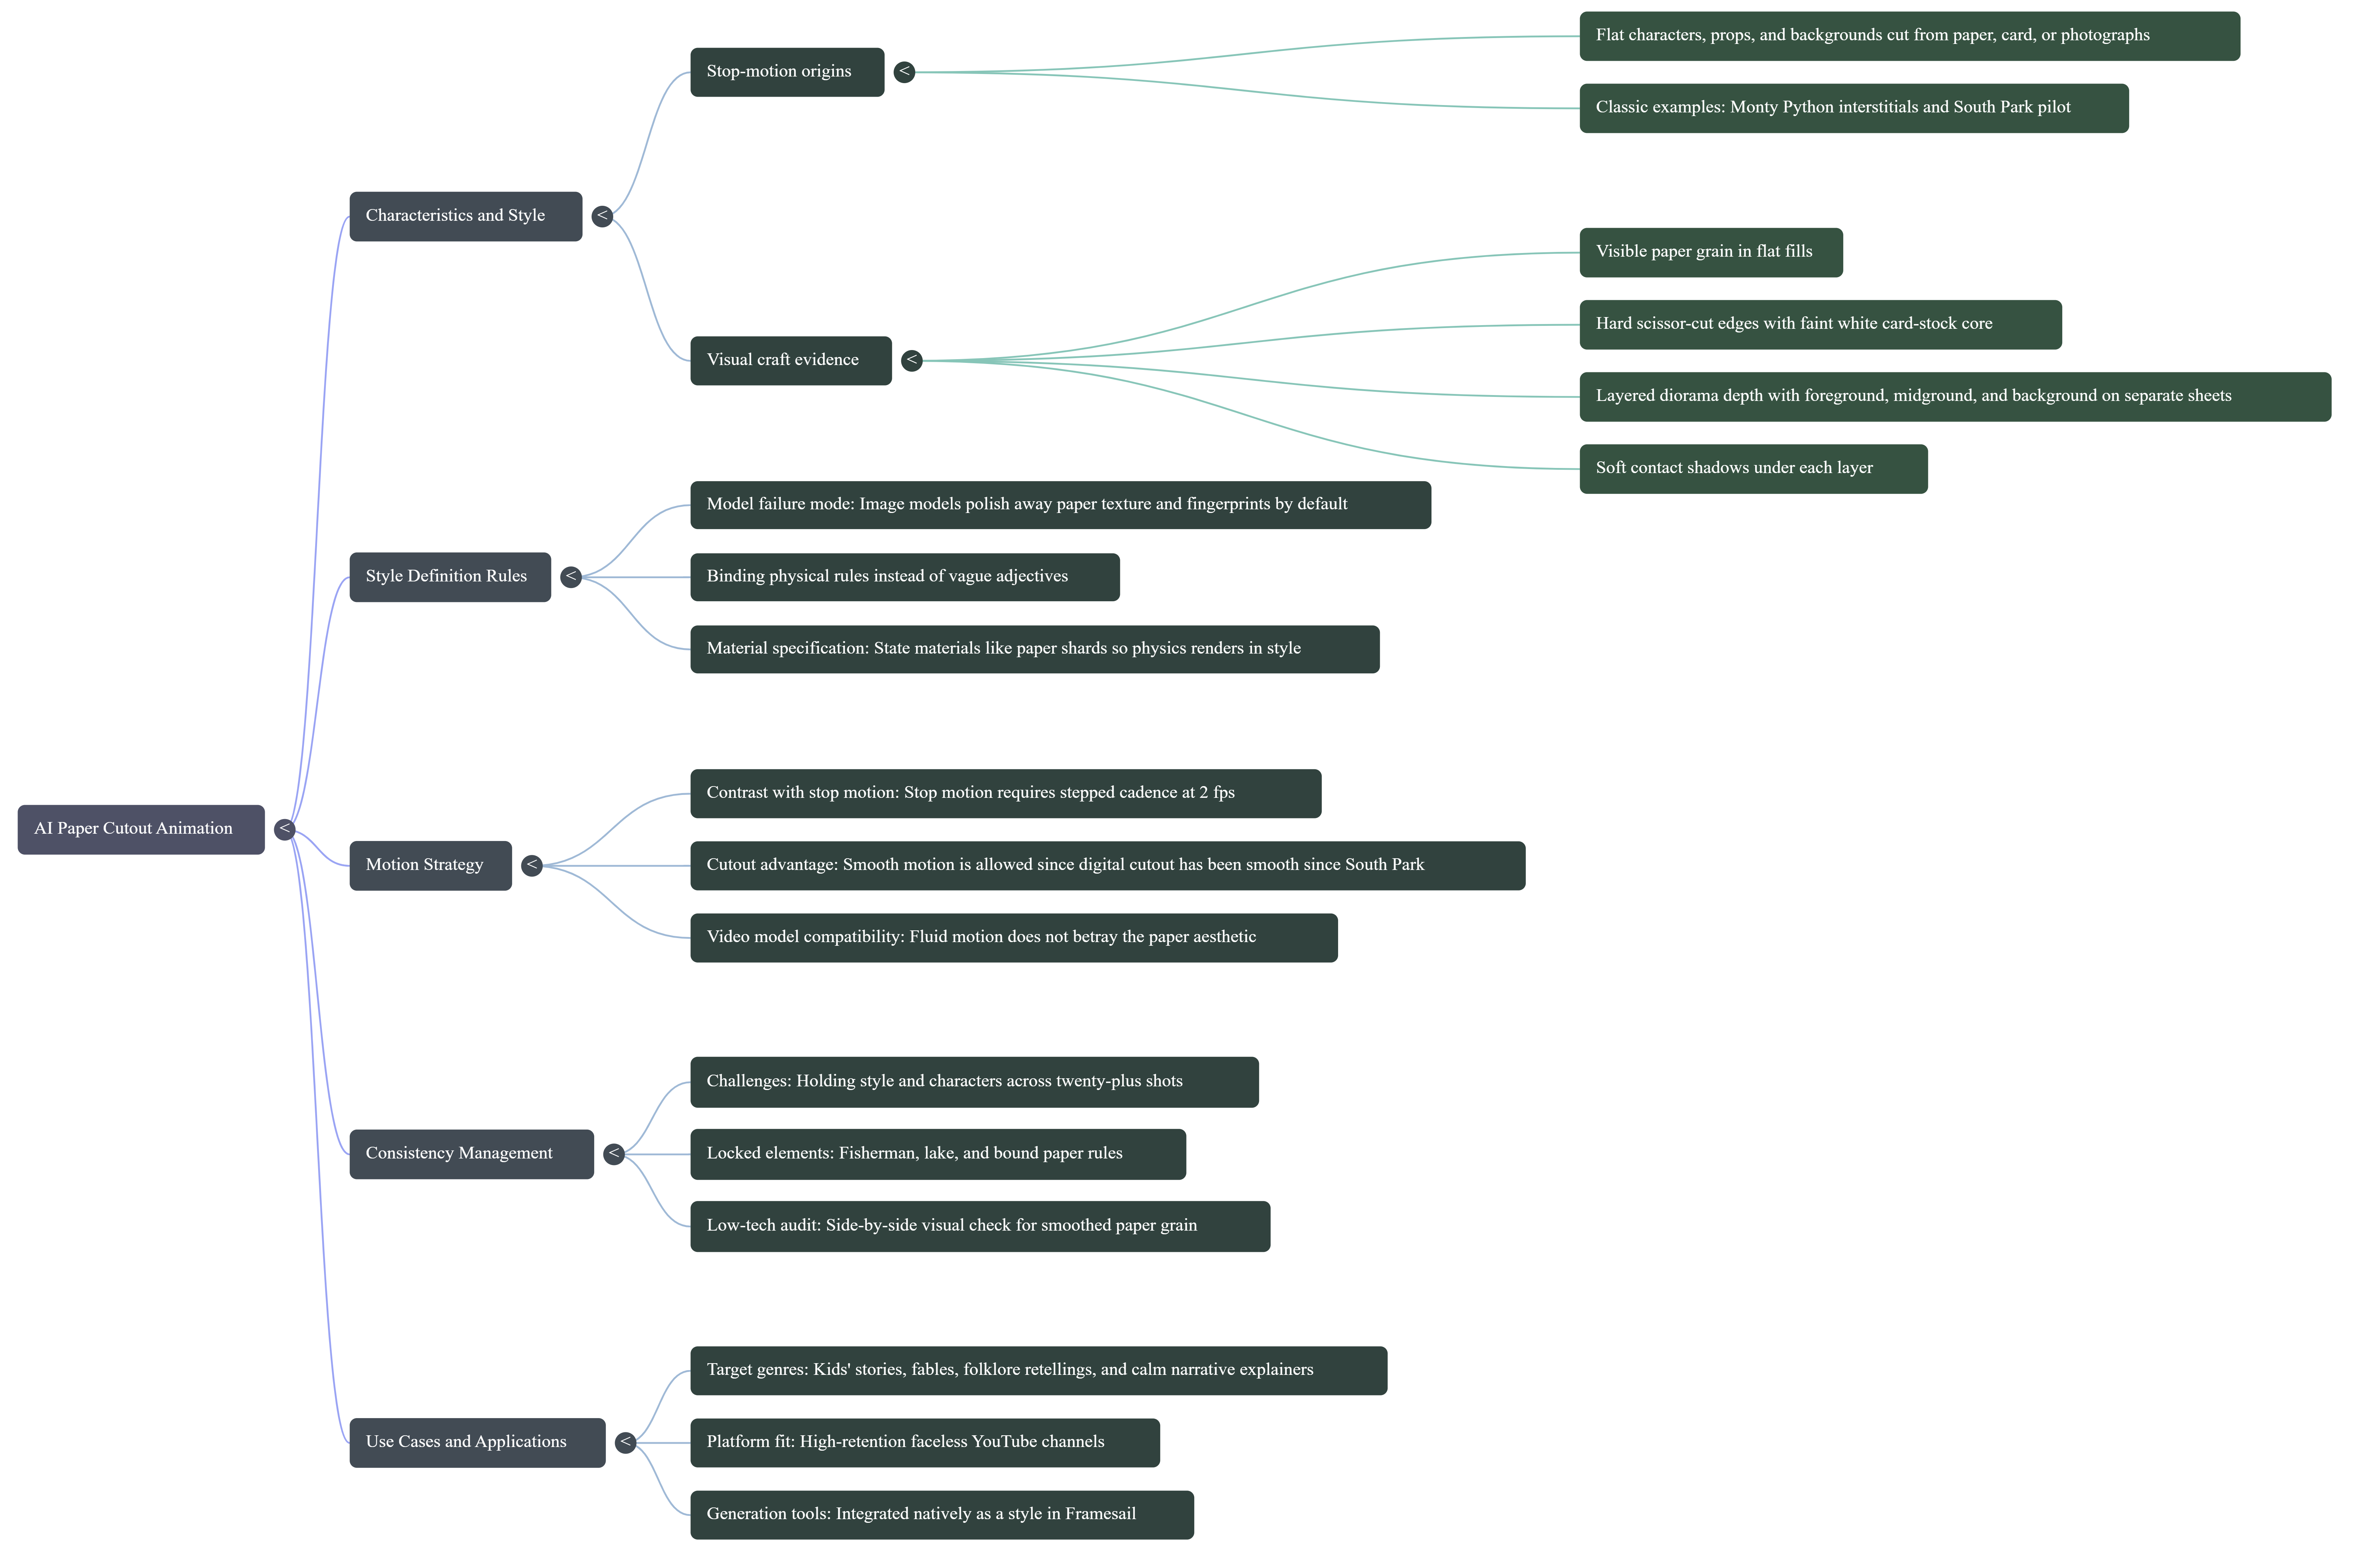 AI Paper Cutout Animation
<
Characteristics and Style
<
Stop-motion origins
<
Flat characters, props, and backgrounds cut from paper, card, or photographs
Classic examples: Monty Python interstitials and South Park pilot
Visual craft evidence
<
Visible paper grain in flat fills
Hard scissor-cut edges with faint white card-stock core
Layered diorama depth with foreground, midground, and background on separate sheets
Soft contact shadows under each layer
Style Definition Rules
<
Model failure mode: Image models polish away paper texture and fingerprints by default
Binding physical rules instead of vague adjectives
Material specification: State materials like paper shards so physics renders in style
Motion Strategy
<
Contrast with stop motion: Stop motion requires stepped cadence at 2 fps
Cutout advantage: Smooth motion is allowed since digital cutout has been smooth since South Park
Video model compatibility: Fluid motion does not betray the paper aesthetic
Consistency Management
<
Challenges: Holding style and characters across twenty-plus shots
Locked elements: Fisherman, lake, and bound paper rules
Low-tech audit: Side-by-side visual check for smoothed paper grain
Use Cases and Applications
<
Target genres: Kids' stories, fables, folklore retellings, and calm narrative explainers
Platform fit: High-retention faceless YouTube channels
Generation tools: Integrated natively as a style in Framesail